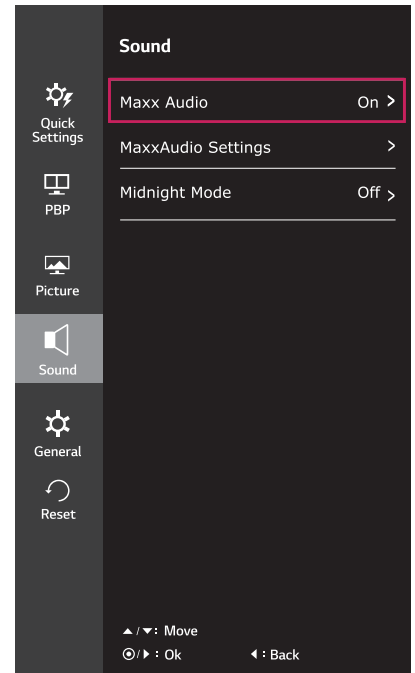 Sound
Maxx Audio On >
MaxxAudio Settings >
Midnight Mode Off >
Quick
Settings
PBP
Picture
Sound
General
Reset
▲/▼: Move
◉/▶ : Ok ◀ : Back